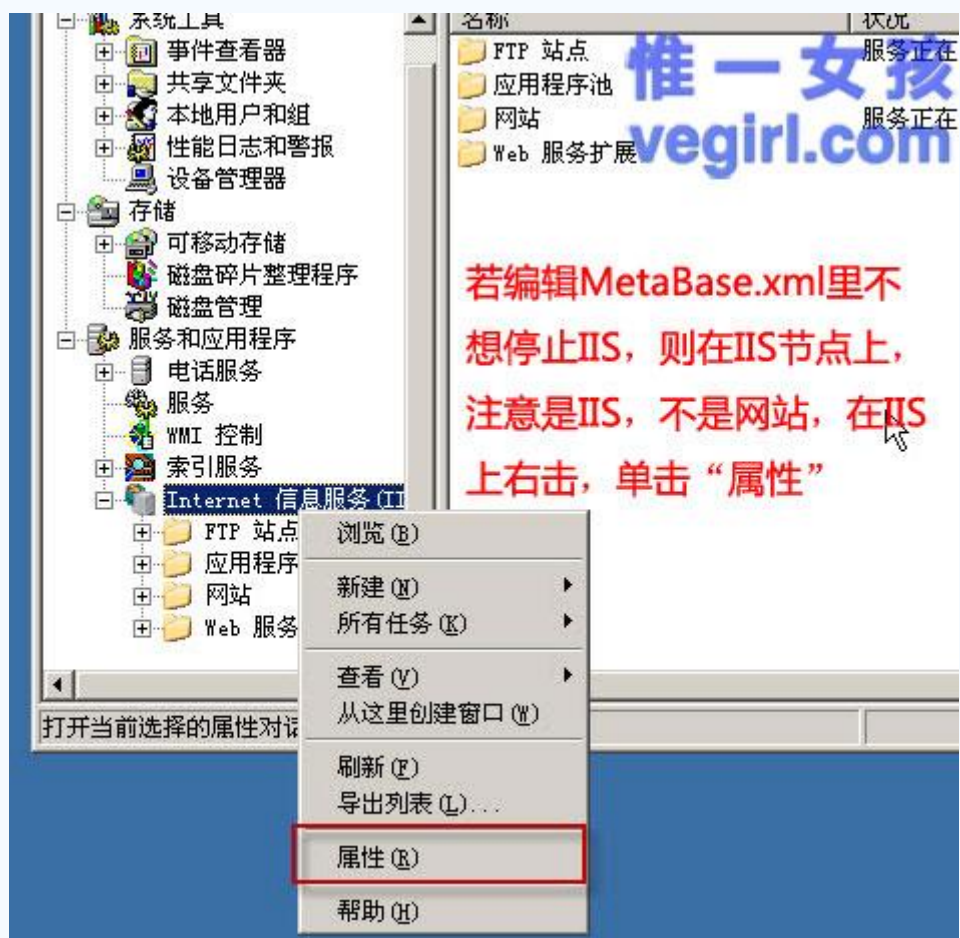 系统工具
事件查看器
共享文件夹
本地用户和组
性能日志和警报
设备管理器
存储
可移动存储
磁盘碎片整理程序
磁盘管理
服务和应用程序
电话服务
服务
WMI 控制
索引服务
Internet 信息服务(II
FTP 站点
应用程序
网站
Web 服务
打开当前选择的属性对话
名称 状况
FTP 站点 服务正在
应用程序池
网站 服务正在
Web 服务扩展
惟一女孩
vegirl.com
若编辑MetaBase.xml里不
想停止IIS,则在IIS节点上,
注意是IIS,不是网站,在IIS
上右击,单击“属性”
浏览(B)
新建(N)
所有任务(K)
查看(V)
从这里创建窗口(W)
刷新(F)
导出列表(L)...
属性(R)
帮助(H)